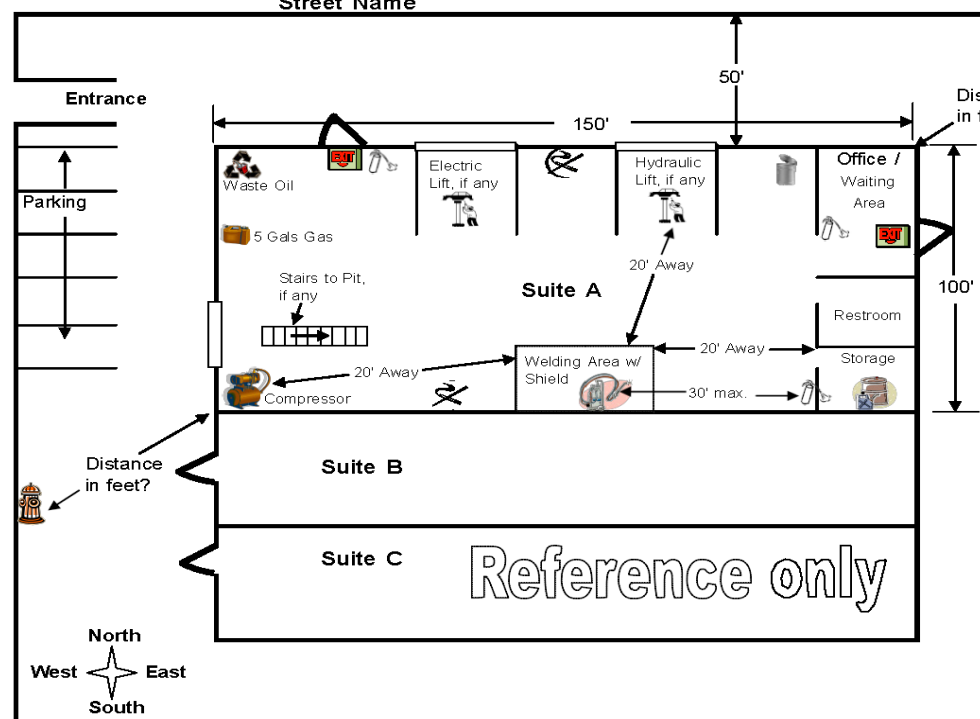 Street Name
50'
Entrance
Dis
in f
150'
EXIT
Waste Oil
Electric
Lift, if any
Hydraulic
Lift, if any
Office /
Waiting
Area
EXIT
Parking
5 Gals Gas
20' Away
Stairs to Pit,
if any
Suite A
100'
Restroom
20' Away
Storage
Welding Area w/
Shield
20' Away
30' max.
Compressor
Distance
in feet?
Suite B
Suite C
Reference only
North
West
East
South